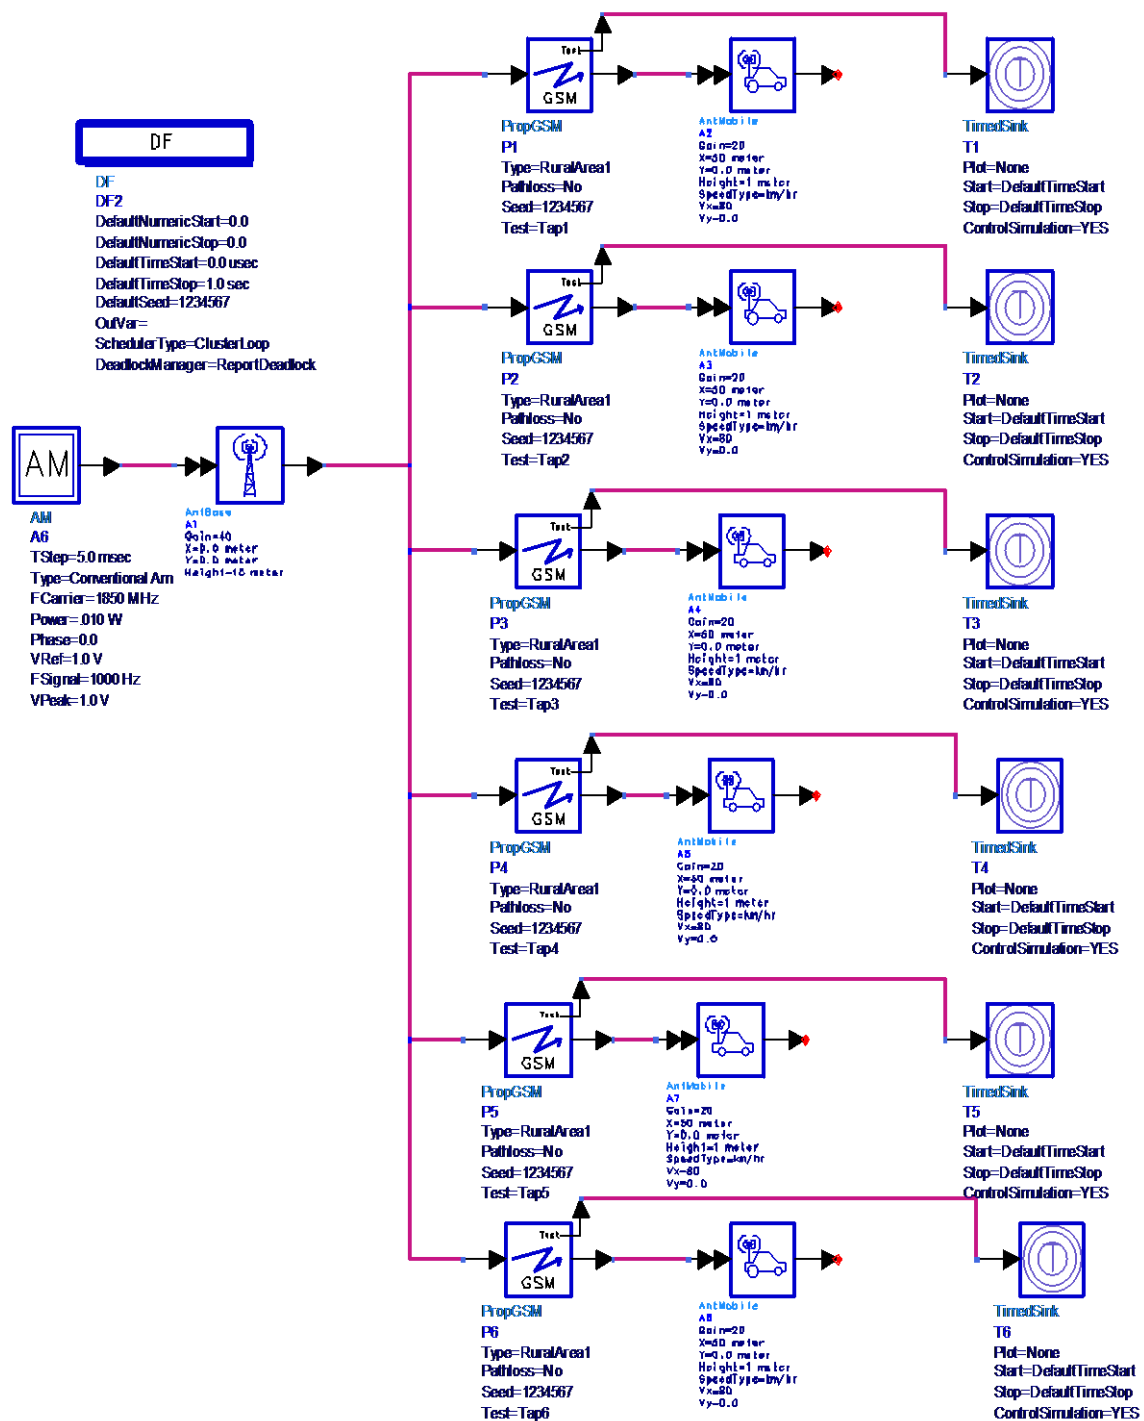 DF
DF
DF2
DefaultNumericStart=0.0
DefaultNumericStop=0.0
DefaultTimeStart=0.0 usec
DefaultTimeStop=1.0 sec
DefaultSeed=1234567
OutVar=
SchedulerType=ClusterLoop
DeadlockManager=ReportDeadlock
AM
AM
A6
TStep=5.0 msec
Type=Conventional Am
FCarrier=1850 MHz
Power=.010 W
Phase=0.0
VRef=1.0 V
FSignal=1000 Hz
VPeak=1.0 V
AntBase
A1
Gain=40
X=0.0 meter
Y=0.0 meter
Height=15 meter
Test
GSM
PropGSM
P1
Type=RuralArea1
Pathloss=No
Seed=1234567
Test=Tap1
AntMobile
A2
Gain=20
X=50 meter
Y=0.0 meter
Height=1 meter
SpeedType=km/hr
Vx=80
Vy=0.0
T
TimedSink
T1
Plot=None
Start=DefaultTimeStart
Stop=DefaultTimeStop
ControlSimulation=YES
Test
GSM
PropGSM
P2
Type=RuralArea1
Pathloss=No
Seed=1234567
Test=Tap2
AntMobile
A3
Gain=20
X=50 meter
Y=0.0 meter
Height=1 meter
SpeedType=km/hr
Vx=80
Vy=0.0
T
TimedSink
T2
Plot=None
Start=DefaultTimeStart
Stop=DefaultTimeStop
ControlSimulation=YES
Test
GSM
PropGSM
P3
Type=RuralArea1
Pathloss=No
Seed=1234567
Test=Tap3
AntMobile
A4
Gain=20
X=50 meter
Y=0.0 meter
Height=1 meter
SpeedType=km/hr
Vx=80
Vy=0.0
T
TimedSink
T3
Plot=None
Start=DefaultTimeStart
Stop=DefaultTimeStop
ControlSimulation=YES
Test
GSM
PropGSM
P4
Type=RuralArea1
Pathloss=No
Seed=1234567
Test=Tap4
AntMobile
A5
Gain=20
X=50 meter
Y=0.0 meter
Height=1 meter
SpeedType=km/hr
Vx=80
Vy=0.0
T
TimedSink
T4
Plot=None
Start=DefaultTimeStart
Stop=DefaultTimeStop
ControlSimulation=YES
Test
GSM
PropGSM
P5
Type=RuralArea1
Pathloss=No
Seed=1234567
Test=Tap5
AntMobile
A7
Gain=20
X=50 meter
Y=0.0 meter
Height=1 meter
SpeedType=km/hr
Vx=80
Vy=0.0
T
TimedSink
T5
Plot=None
Start=DefaultTimeStart
Stop=DefaultTimeStop
ControlSimulation=YES
Test
GSM
PropGSM
P6
Type=RuralArea1
Pathloss=No
Seed=1234567
Test=Tap6
AntMobile
A8
Gain=20
X=50 meter
Y=0.0 meter
Height=1 meter
SpeedType=km/hr
Vx=80
Vy=0.0
T
TimedSink
T6
Plot=None
Start=DefaultTimeStart
Stop=DefaultTimeStop
ControlSimulation=YES